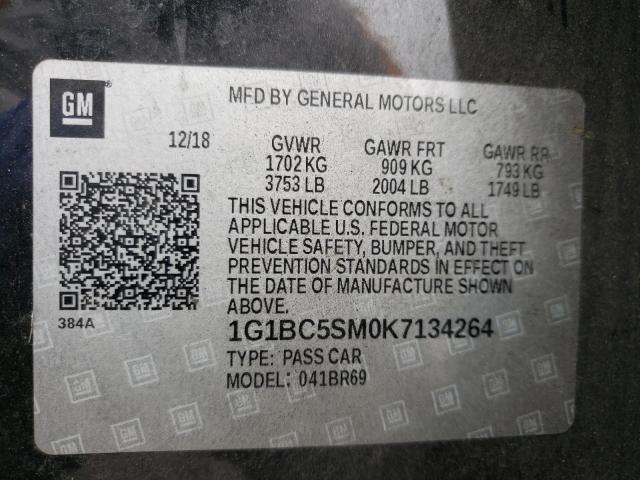 GM
MFD BY GENERAL MOTORS LLC
12/18 GVWR GAWR FRT GAWR RR
1702 KG 909 KG 793 KG
3753 LB 2004 LB 1749 LB
THIS VEHICLE CONFORMS TO ALL
APPLICABLE U.S. FEDERAL MOTOR
VEHICLE SAFETY, BUMPER, AND THEFT
PREVENTION STANDARDS IN EFFECT ON
THE DATE OF MANUFACTURE SHOWN
ABOVE.
384A
1G1BC5SM0K7134264
TYPE: PASS CAR
MODEL: 041BR69